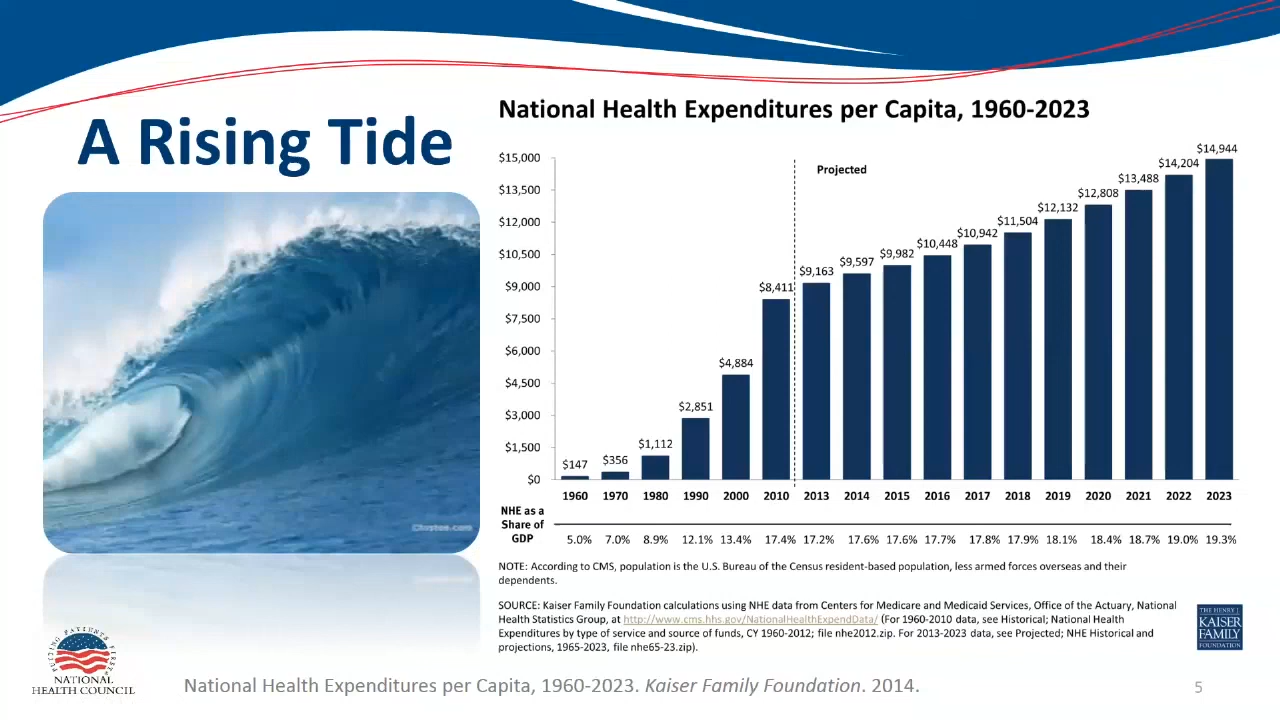 A Rising Tide
National Health Expenditures per Capita, 1960-2023
$15,000
$13,500
$12,000
$10,500
$9,000
$7,500
$6,000
$4,500
$3,000
$1,500
$0
Projected
$147
$356
$1,112
$2,851
$4,884
$8,411
$9,163
$9,597
$9,982
$10,448
$10,942
$11,504
$12,132
$12,808
$13,488
$14,204
$14,944
1960 1970 1980 1990 2000 2010 2013 2014 2015 2016 2017 2018 2019 2020 2021 2022 2023
NHE as a
Share of
GDP
5.0% 7.0% 8.9% 12.1% 13.4% 17.4% 17.2% 17.6% 17.6% 17.7% 17.8% 17.9% 18.1% 18.4% 18.7% 19.0% 19.3%
NOTE: According to CMS, population is the U.S. Bureau of the Census resident-based population, less armed forces overseas and their
dependents.
SOURCE: Kaiser Family Foundation calculations using NHE data from Centers for Medicare and Medicaid Services, Office of the Actuary, National
Health Statistics Group, at http://www.cms.hhs.gov/NationalHealthExpendData/ (For 1960-2010 data, see Historical; National Health
Expenditures by type of service and source of funds, CY 1960-2012; file nhe2012.zip. For 2013-2023 data, see Projected; NHE Historical and
projections, 1965-2023, file nhe65-23.zip).
THE HENRY J.
KAISER
FAMILY
FOUNDATION
PUTTING PATIENTS FIRST
NATIONAL
HEALTH COUNCIL
National Health Expenditures per Capita, 1960-2023. Kaiser Family Foundation. 2014.
5